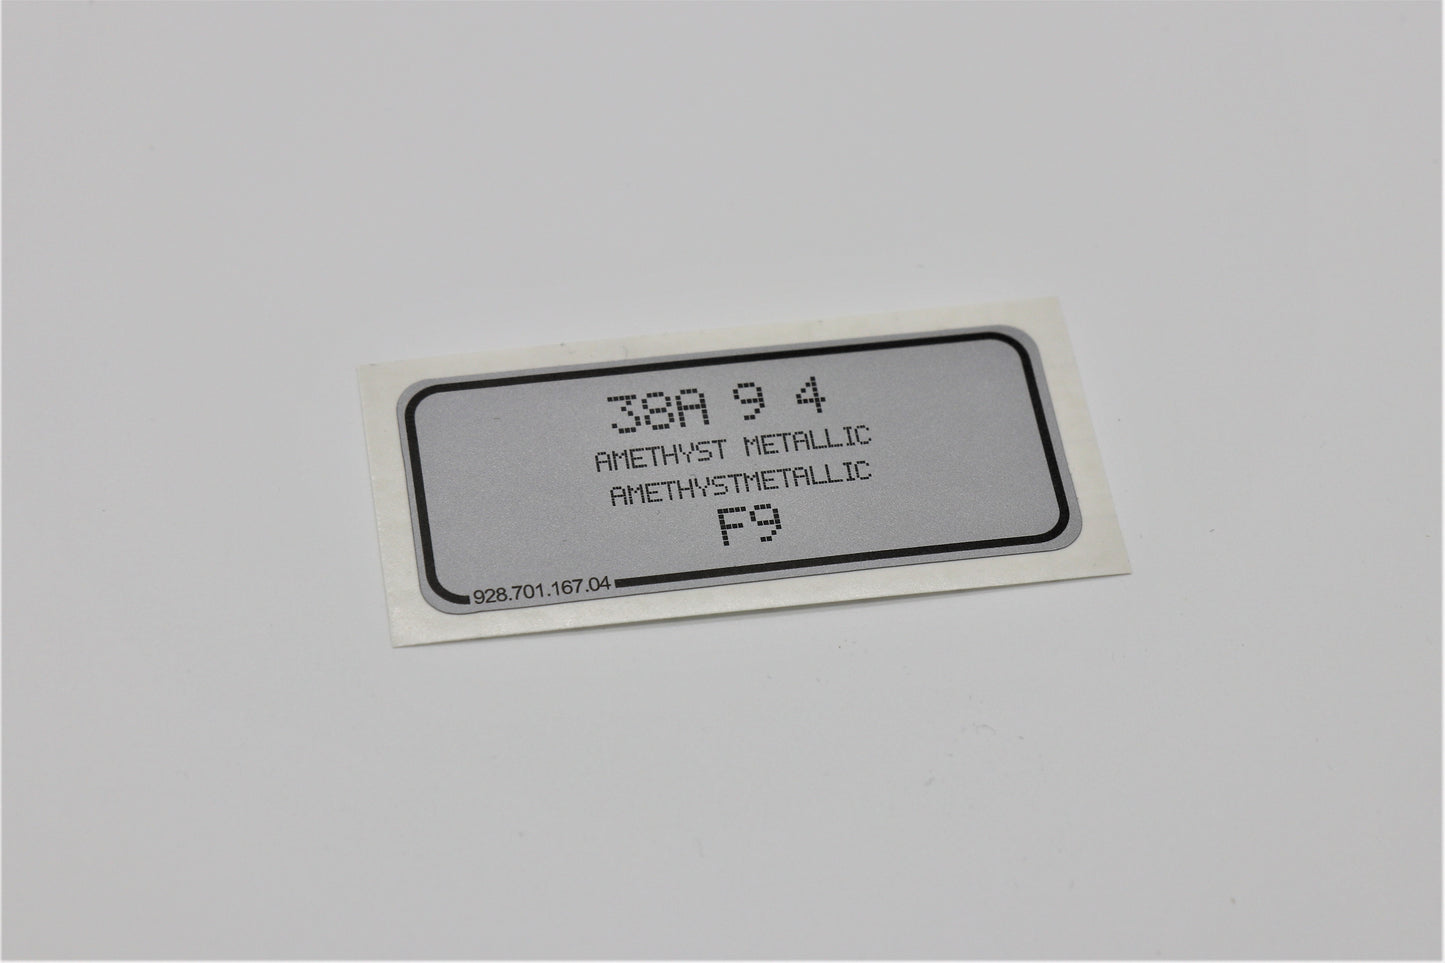 38A 9 4
AMETHYST METALLIC
AMETHYSTMETALLIC
F9
928.701.167.04